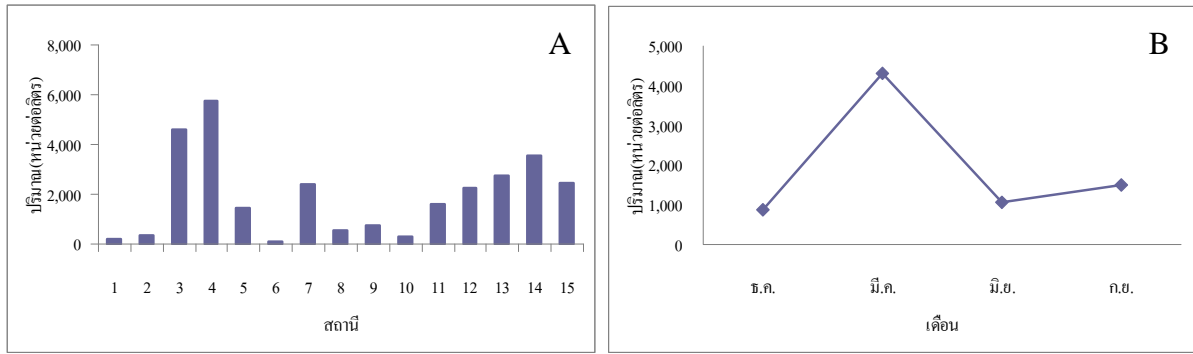 A
8,000
6,000
4,000
2,000
0
ปริมาณ(หน่วยต่อลิตร)
1 2 3 4 5 6 7 8 9 10 11 12 13 14 15
สถานี
B
5,000
4,000
3,000
2,000
1,000
0
ปริมาณ(หน่วยต่อลิตร)
ธ.ค. มี.ค. มิ.ย. ก.ย.
เดือน